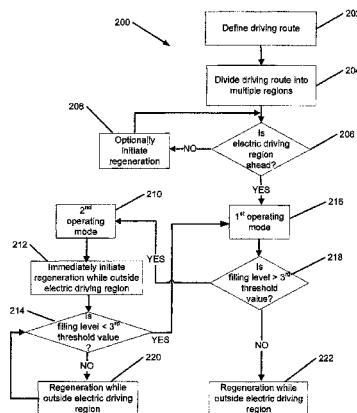 200
202
Define driving route
204
Divide driving route into
multiple regions
208
206
Is
electric driving
region
ahead?
Optionally
initiate
regeneration
NO
YES
210
216
2nd
operating
mode
1st operating
mode
212
YES
218
Immediately initiate
regeneration while outside
electric driving region
Is
filling level > 3rd
threshold
value?
214
Is
filling level < 3rd
threshold value
?
YES
NO
NO
220
222
Regeneration while
outside electric driving
region
Regeneration while
outside electric driving
region